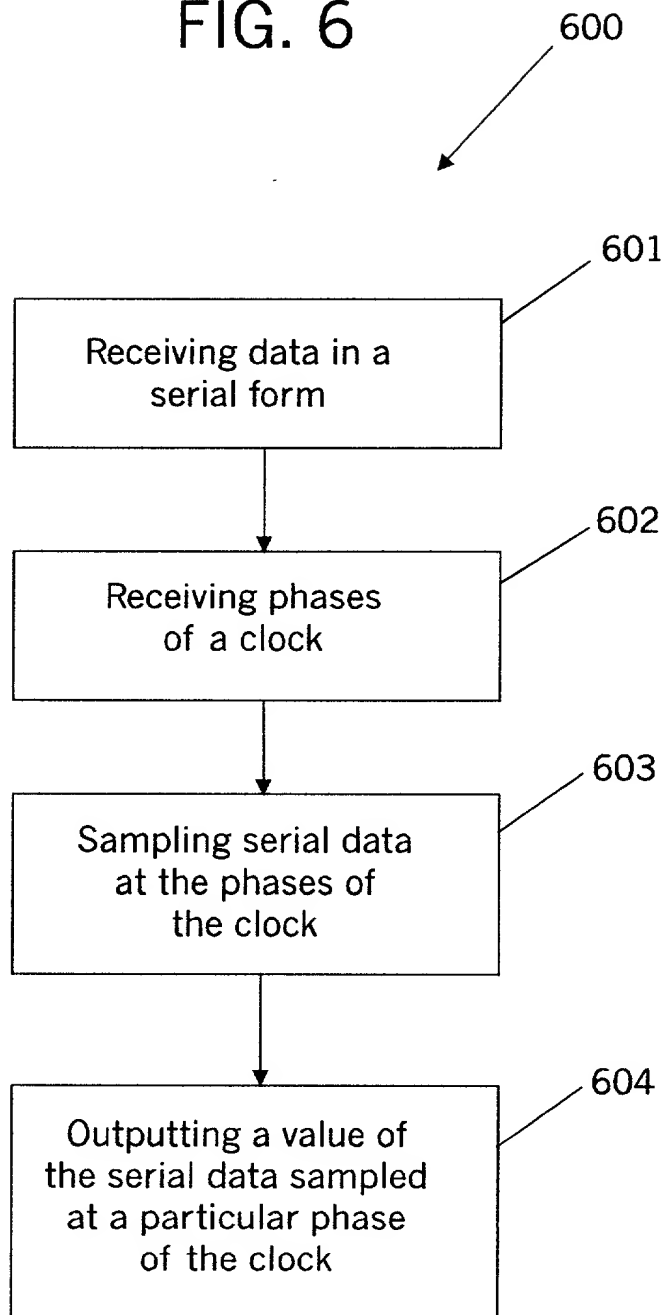 FIG. 6
600
601
Receiving data in a
serial form
602
Receiving phases
of a clock
603
Sampling serial data
at the phases of
the clock
604
Outputting a value of
the serial data sampled
at a particular phase
of the clock